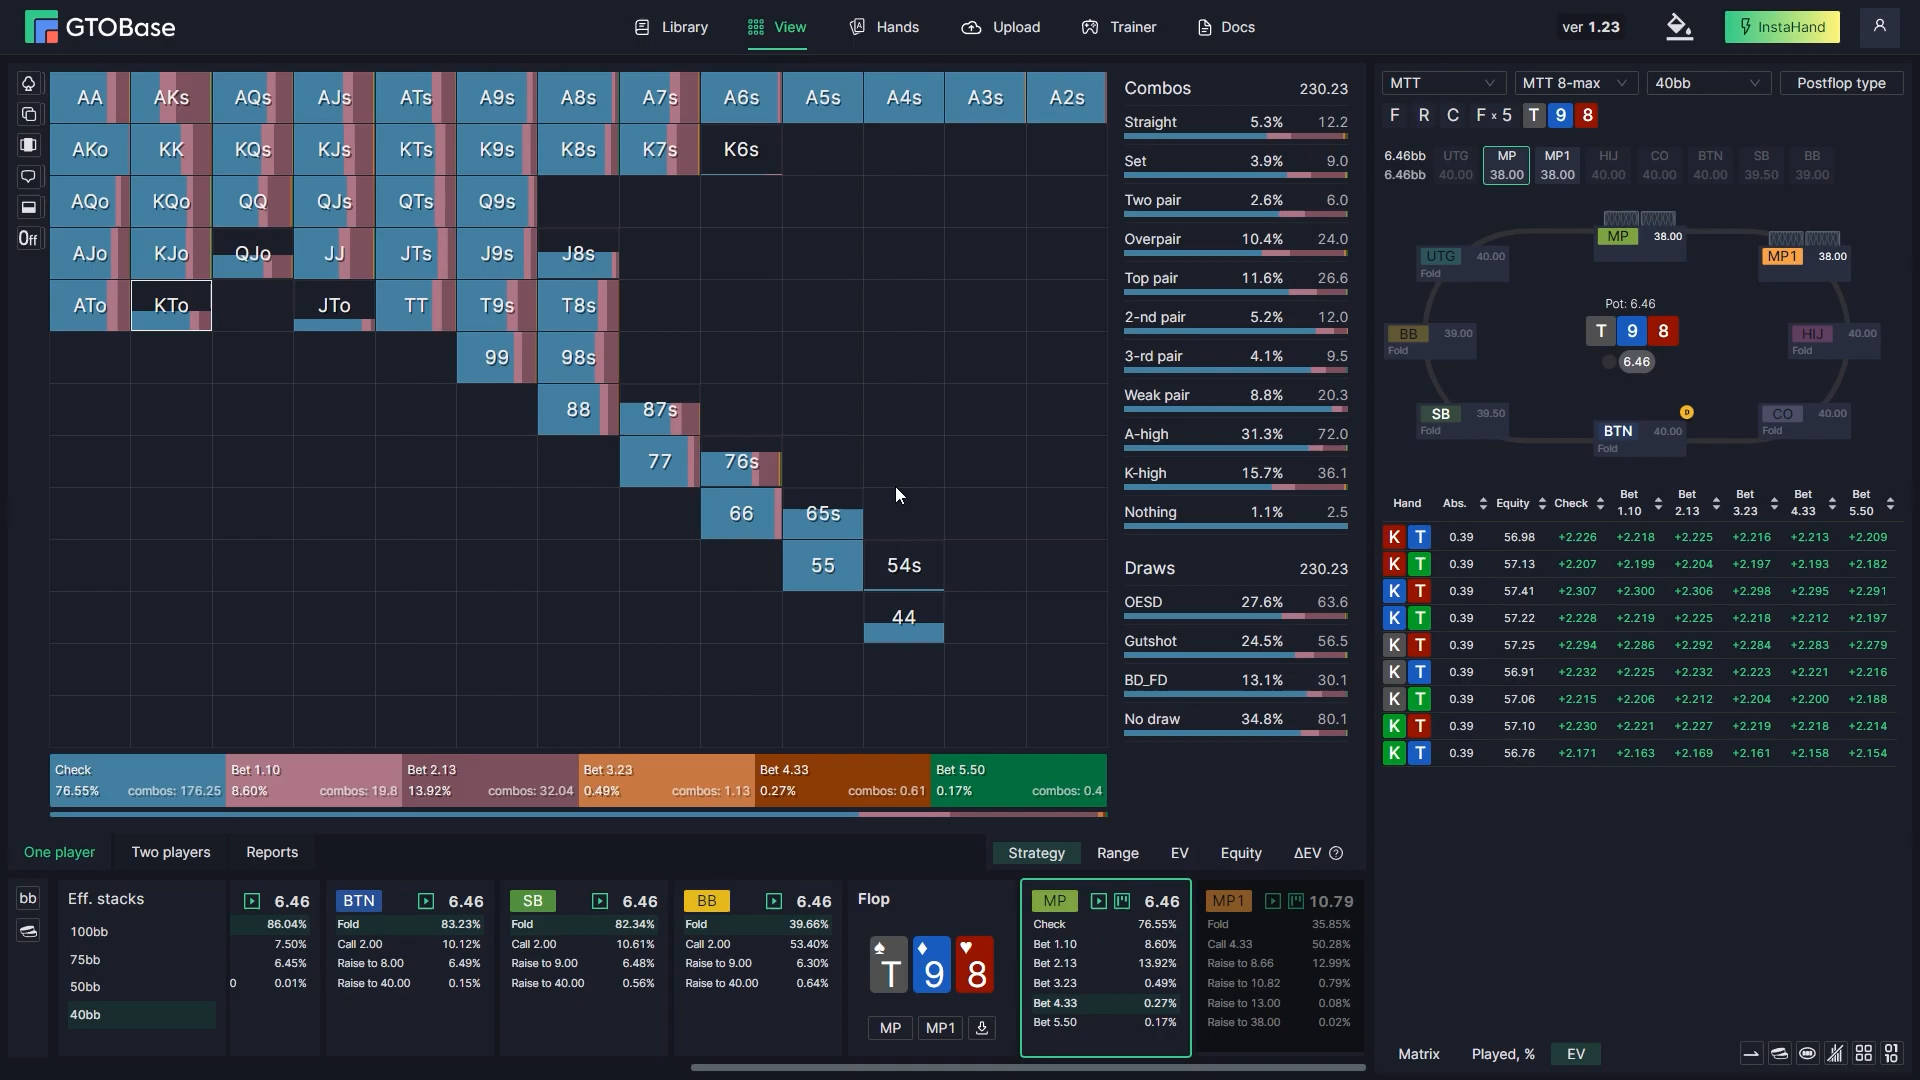 GTOBase
Library
View
Hands
Upload
Trainer
Docs
ver 1.23
InstaHand
AA AKs AQs AJs ATs A9s A8s A7s A6s A5s A4s A3s A2s
AKo KK KQs KJs KTs K9s K8s K7s K6s
AQo KQo QQ QJs QTs Q9s
AJo KJo QJo JJ JTs J9s J8s
ATo KTo JTo TT T9s T8s
99 98s
88 87s
77 76s
66 65s
55 54s
44
Off
Check
76.55% combos: 176.25
Bet 1.10
8.60% combos: 19.8
Bet 2.13
13.92% combos: 32.04
Bet 3.23
0.49% combos: 1.13
Bet 4.33
0.27% combos: 0.61
Bet 5.50
0.17% combos: 0.4
Combos 230.23
Straight 5.3% 12.2
Set 3.9% 9.0
Two pair 2.6% 6.0
Overpair 10.4% 24.0
Top pair 11.6% 26.6
2-nd pair 5.2% 12.0
3-rd pair 4.1% 9.5
Weak pair 8.8% 20.3
A-high 31.3% 72.0
K-high 15.7% 36.1
Nothing 1.1% 2.5
Draws 230.23
OESD 27.6% 63.6
Gutshot 24.5% 56.5
BD_FD 13.1% 30.1
No draw 34.8% 80.1
MTT
MTT 8-max
40bb
Postflop type
F R C F x 5 T 9 8
6.46bb UTG MP MP1 HIJ CO BTN SB BB
6.46bb 40.00 38.00 38.00 40.00 40.00 40.00 39.50 39.00
MP 38.00
UTG 40.00
Fold
MP1 38.00
Pot: 6.46
T 9 8
6.46
BB 39.00
Fold
HIJ 40.00
Fold
SB 39.50
Fold
D
BTN 40.00
Fold
CO 40.00
Fold
Hand Abs. Equity Check Bet 1.10 Bet 2.13 Bet 3.23 Bet 4.33 Bet 5.50
K T 0.39 56.98 +2.226 +2.218 +2.225 +2.216 +2.213 +2.209
K T 0.39 57.13 +2.207 +2.199 +2.204 +2.197 +2.193 +2.182
K T 0.39 57.41 +2.307 +2.300 +2.306 +2.298 +2.295 +2.291
K T 0.39 57.22 +2.228 +2.219 +2.225 +2.218 +2.212 +2.197
K T 0.39 57.25 +2.294 +2.286 +2.292 +2.284 +2.283 +2.279
K T 0.39 56.91 +2.232 +2.225 +2.232 +2.223 +2.221 +2.216
K T 0.39 57.06 +2.215 +2.206 +2.212 +2.204 +2.200 +2.188
K T 0.39 57.10 +2.230 +2.221 +2.227 +2.219 +2.218 +2.214
K T 0.39 56.76 +2.171 +2.163 +2.169 +2.161 +2.158 +2.154
One player
Two players
Reports
Strategy
Range
EV
Equity
ΔEV ?
bb
Eff. stacks
100bb
75bb
50bb
40bb
6.46
86.04%
7.50%
6.45%
0 0.01%
BTN 6.46
Fold 83.23%
Call 2.00 10.12%
Raise to 8.00 6.49%
Raise to 40.00 0.15%
SB 6.46
Fold 82.34%
Call 2.00 10.61%
Raise to 9.00 6.48%
Raise to 40.00 0.56%
BB 6.46
Fold 39.66%
Call 2.00 53.40%
Raise to 9.00 6.30%
Raise to 40.00 0.64%
Flop
♠ ♦ ♥
T 9 8
MP MP1
MP 6.46
Check 76.55%
Bet 1.10 8.60%
Bet 2.13 13.92%
Bet 3.23 0.49%
Bet 4.33 0.27%
Bet 5.50 0.17%
MP1 10.79
Fold 35.85%
Call 4.33 50.28%
Raise to 8.66 12.99%
Raise to 10.82 0.79%
Raise to 13.00 0.08%
Raise to 38.00 0.02%
Matrix
Played, %
EV
01
10